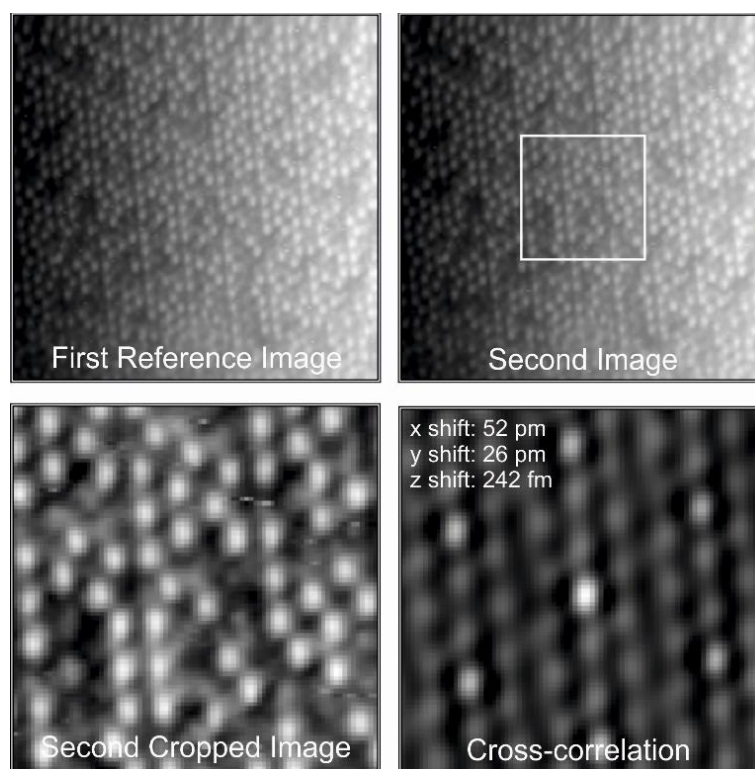 First Reference Image
Second Image
x shift: 52 pm
y shift: 26 pm
z shift: 242 fm
Second Cropped Image
Cross-correlation